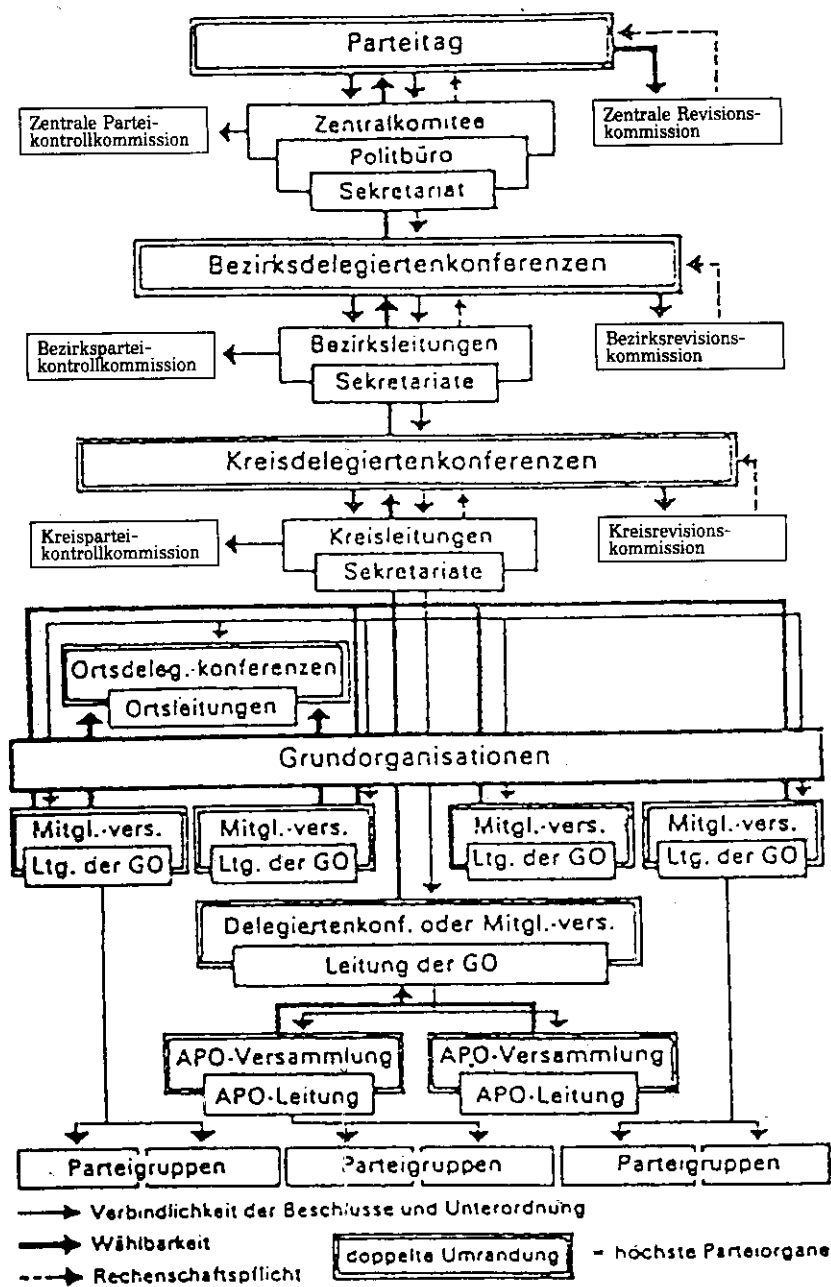 Parteitag
Zentralkomitee
Zentrale Partei-
kontrollkommission
Zentrale Revisions-
kommission
Politbüro
Sekretariat
Bezirksdelegiertenkonferenzen
Bezirksleitungen
Bezirkspartei-
kontrollkommission
Bezirksrevisions-
kommission
Sekretariate
Kreisdelegiertenkonferenzen
Kreisleitungen
Kreispartei-
kontrollkommission
Kreisrevisions-
kommission
Sekretariate
Ortsdeleg.-konferenzen
Ortsleitungen
Grundorganisationen
Mitgl.-vers. Mitgl.-vers. Mitgl.-vers. Mitgl.-vers.
Ltg. der GO Ltg. der GO Ltg. der GO Ltg. der GO
Delegiertenkonf. oder Mitgl.-vers.
Leitung der GO
APO-Versammlung APO-Versammlung
APO-Leitung APO-Leitung
Parteigruppen Parteigruppen Parteigruppen
Verbindlichkeit der Beschlusse und Unterordnung
Wählbarkeit
doppelte Umrandung = höchste Parteiorgane
Rechenschaftspflicht